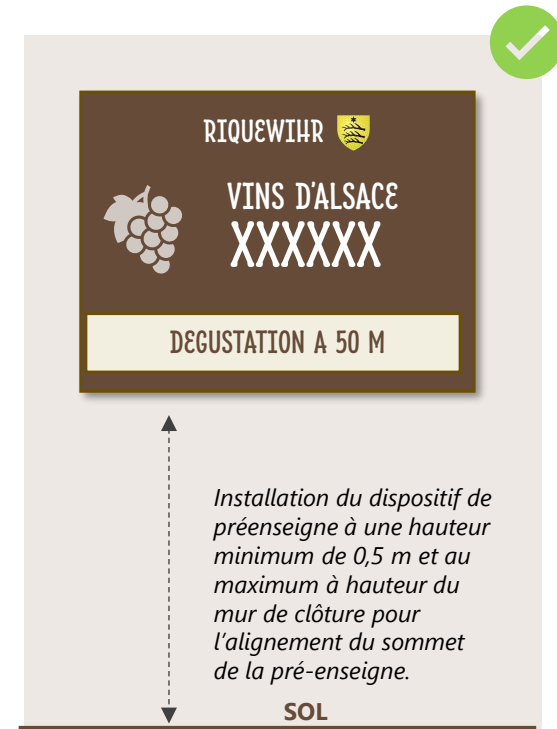 RIQUEWIHR
VINS D'ALSACE
XXXXXX
DEGUSTATION A 50 M
Installation du dispositif de
préenseigne à une hauteur
minimum de 0,5 m et au
maximum à hauteur du
mur de clôture pour
l'alignement du sommet
de la pré-enseigne.
SOL